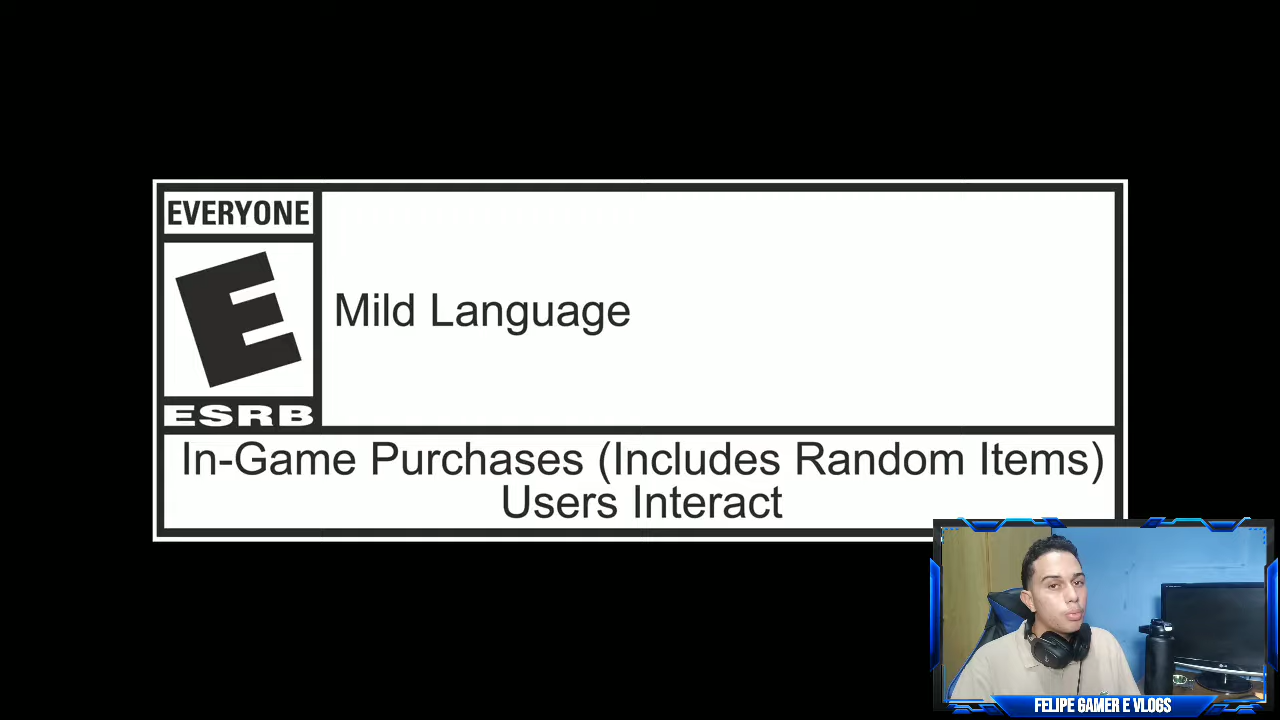 EVERYONE
E
ESRB
Mild Language
In-Game Purchases (Includes Random Items)
Users Interact
FELIPE GAMER E VLOGS